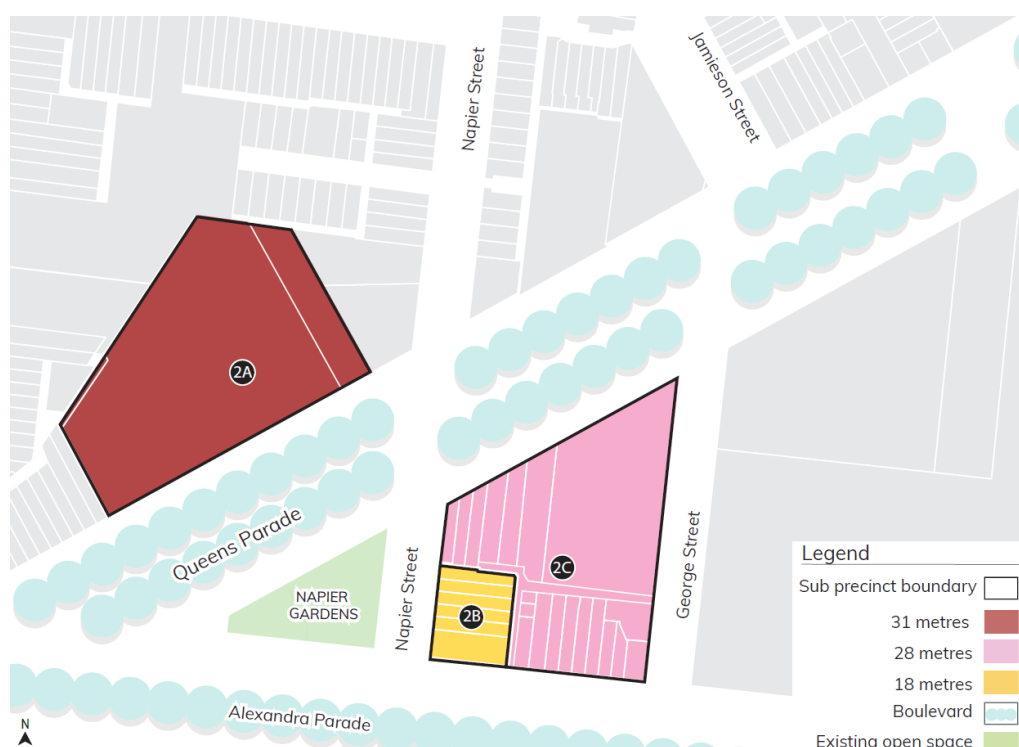 Napier Street
Jamieson Street
2A
Queens Parade
NAPIER
GARDENS
Napier Street
2C
2B
George Street
Alexandra Parade
N
Legend
Sub precinct boundary
31 metres
28 metres
18 metres
Boulevard
Existing open space